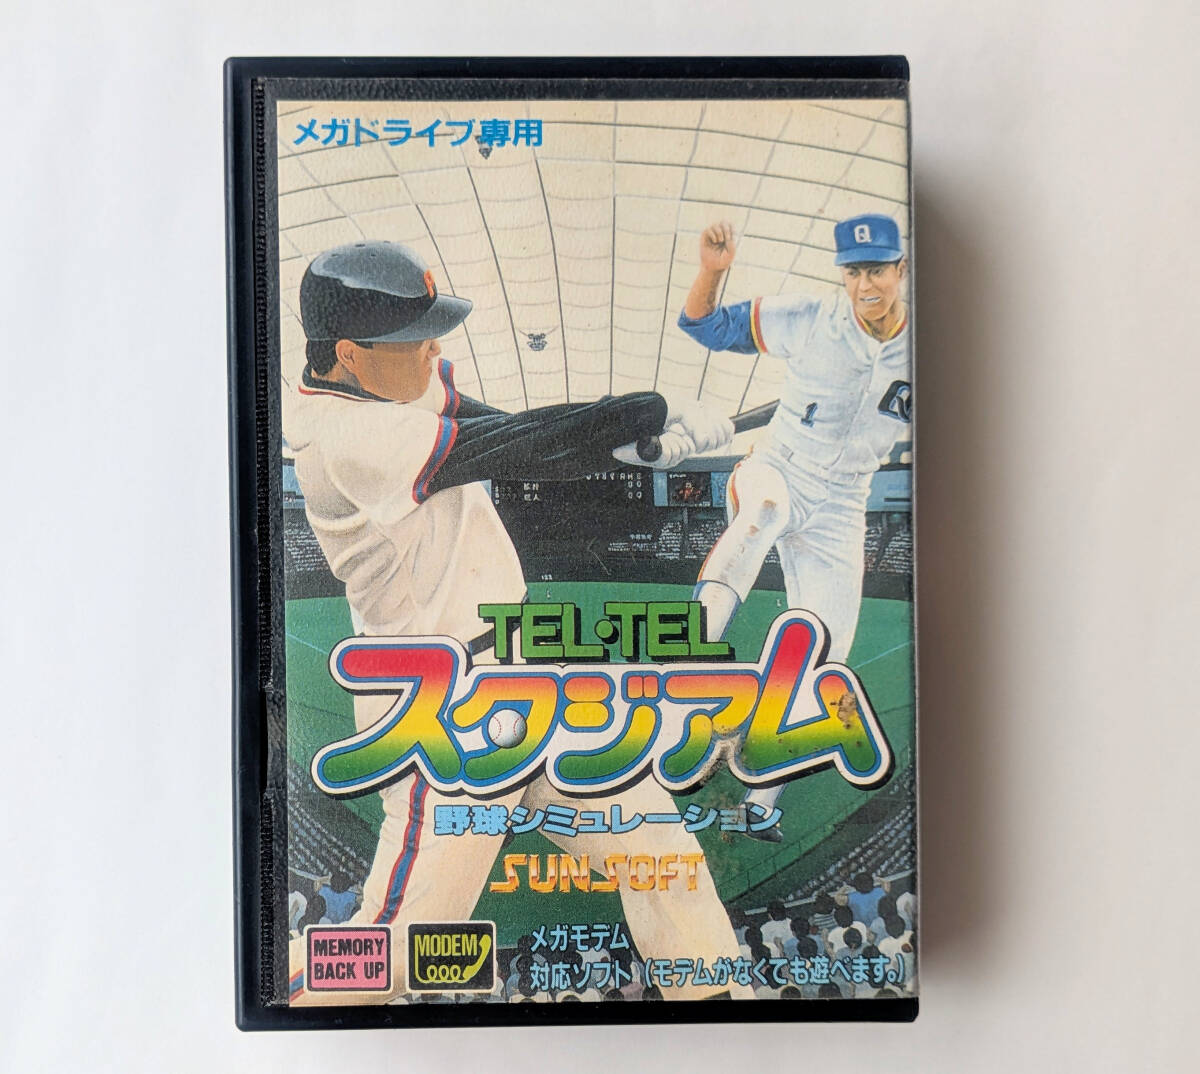 メガドライブ専用
Q
1
TEL・TEL
スタジアム
野球シミュレーション
SUNSOFT
MEMORY
BACK UP
MODEM
メガモデム
対応ソフト（モデムがなくても遊べます。）